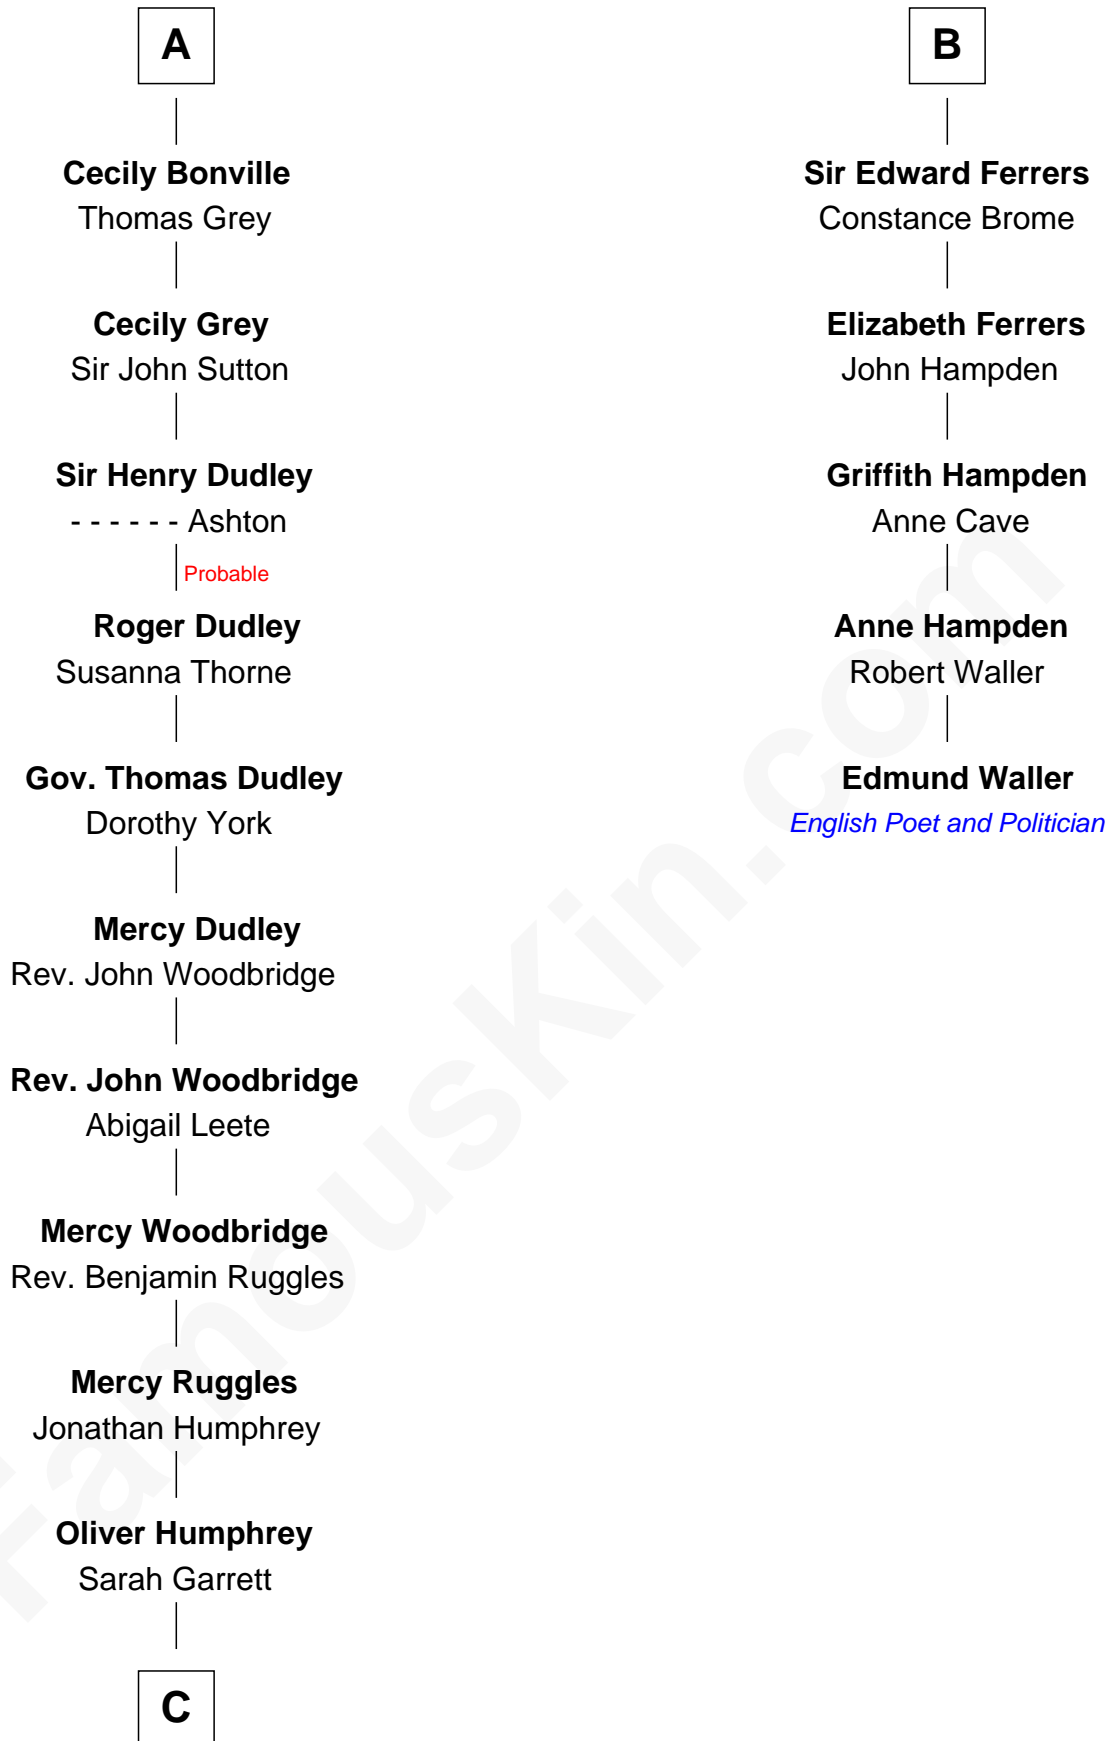 A
Cecily Bonville
Thomas Grey
Cecily Grey
Sir John Sutton
Sir Henry Dudley
- - - - - - Ashton
Probable
Roger Dudley
Susanna Thorne
Gov. Thomas Dudley
Dorothy York
Mercy Dudley
Rev. John Woodbridge
Rev. John Woodbridge
Abigail Leete
Mercy Woodbridge
Rev. Benjamin Ruggles
Mercy Ruggles
Jonathan Humphrey
Oliver Humphrey
Sarah Garrett
C
B
Sir Edward Ferrers
Constance Brome
Elizabeth Ferrers
John Hampden
Griffith Hampden
Anne Cave
Anne Hampden
Robert Waller
Edmund Waller
English Poet and Politician
FamousKin.com